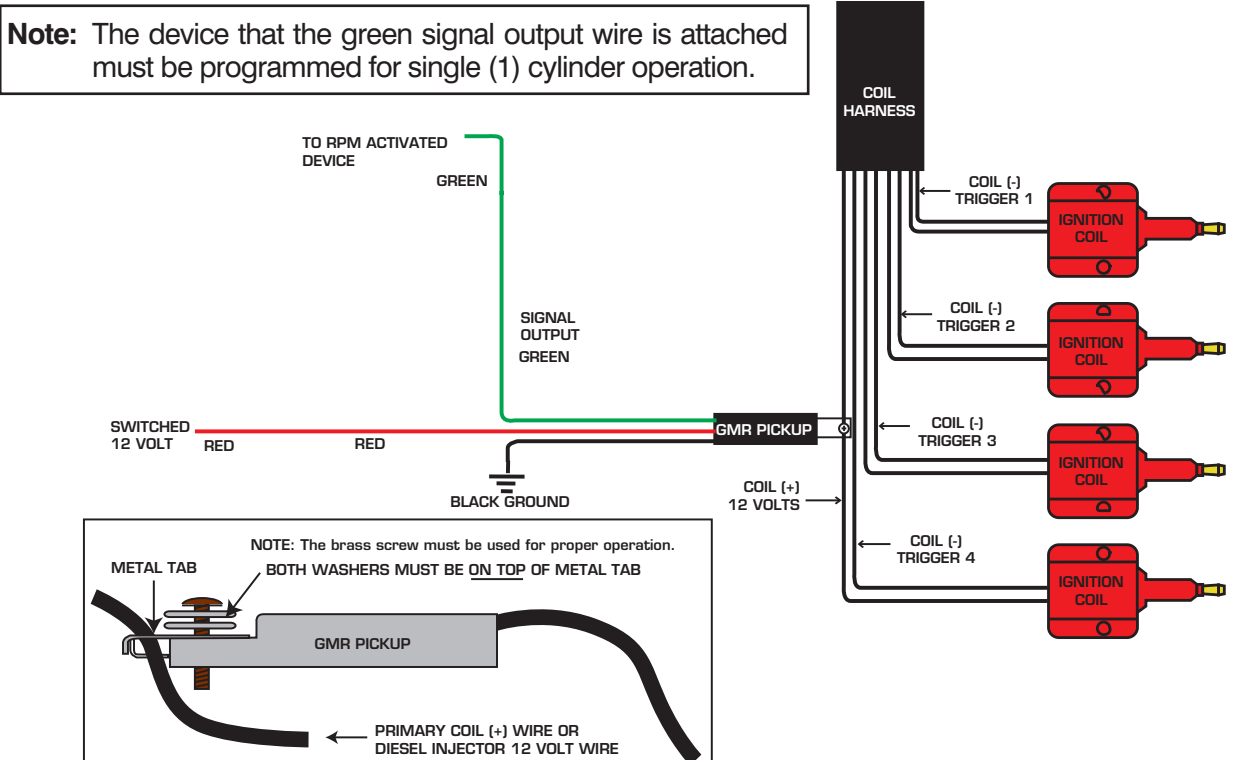 Note: The device that the green signal output wire is attached
must be programmed for single (1) cylinder operation.
COIL
HARNESS
TO RPM ACTIVATED
DEVICE
GREEN
COIL (-)
TRIGGER 1
IGNITION
COIL
SIGNAL
OUTPUT
GREEN
COIL (-)
TRIGGER 2
IGNITION
COIL
SWITCHED
12 VOLT
RED
RED
GMR PICKUP
COIL (-)
TRIGGER 3
IGNITION
COIL
BLACK GROUND
COIL (+)
12 VOLTS
COIL (-)
TRIGGER 4
IGNITION
COIL
NOTE: The brass screw must be used for proper operation.
METAL TAB
BOTH WASHERS MUST BE ON TOP OF METAL TAB
GMR PICKUP
PRIMARY COIL (+) WIRE OR
DIESEL INJECTOR 12 VOLT WIRE